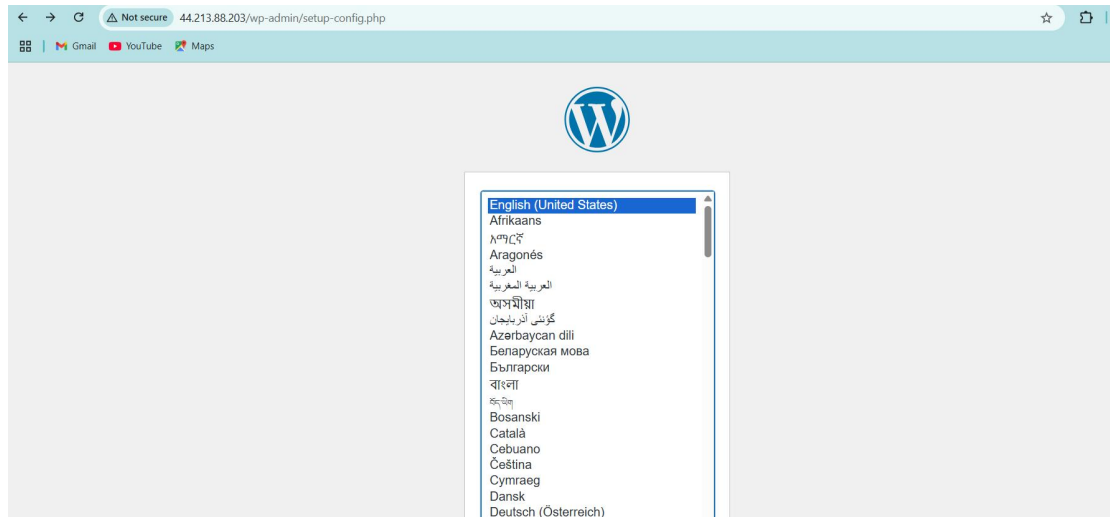 Not secure 44.213.88.203/wp-admin/setup-config.php
Gmail YouTube Maps
English (United States)
Afrikaans
አማርኛ
Aragonés
العربية
العربية المغربية
অসমীয়া
گؤنئی آذربایجان
Azərbaycan dili
Беларуская мова
Български
বাংলা
བོད་ཡིག
Bosanski
Català
Cebuano
Čeština
Cymraeg
Dansk
Deutsch (Österreich)